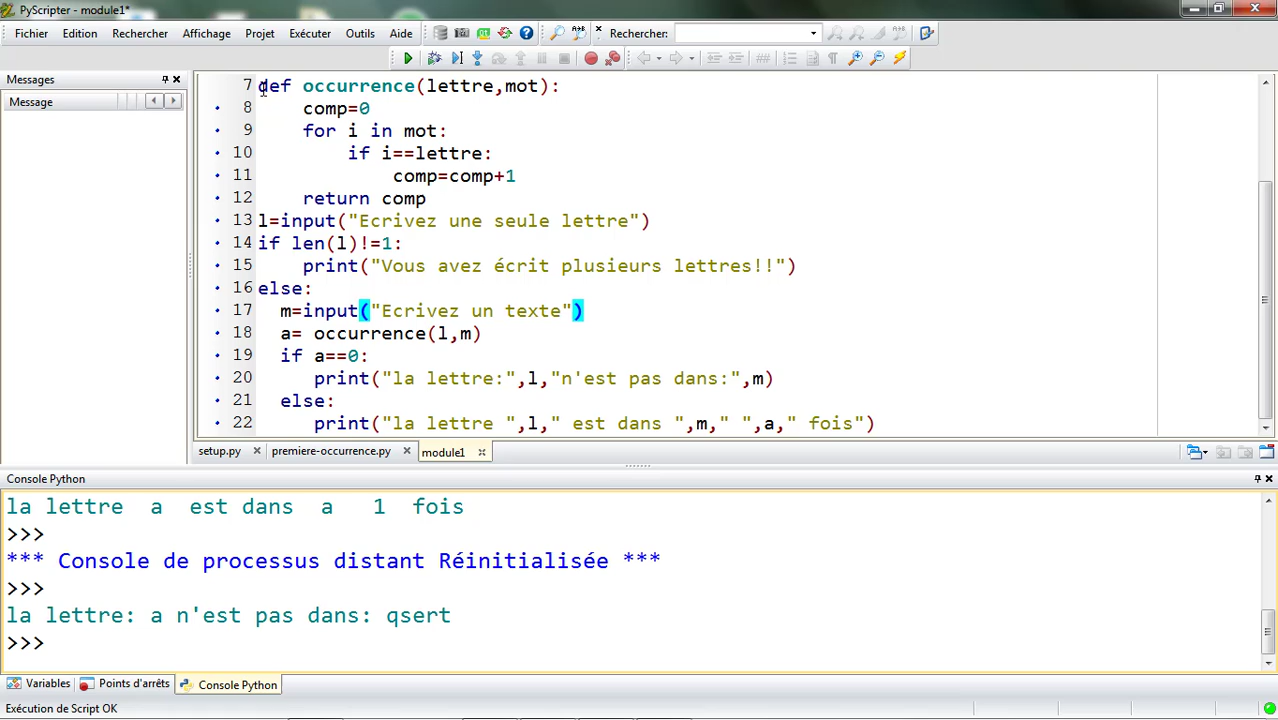 PyScripter - module1*
Fichier Edition Rechercher Affichage Projet Exécuter Outils Aide Rechercher:
Messages
Message
7 def occurrence(lettre,mot):
8 comp=0
9 for i in mot:
10 if i==lettre:
11 comp=comp+1
12 return comp
13 l=input("Ecrivez une seule lettre")
14 if len(l)!=1:
15 print("Vous avez écrit plusieurs lettres!!")
16 else:
17 m=input("Ecrivez un texte")
18 a= occurrence(l,m)
19 if a==0:
20 print("la lettre:",l,"n'est pas dans:",m)
21 else:
22 print("la lettre ",l," est dans ",m," ",a," fois")
setup.py premiere-occurrence.py module1
Console Python
la lettre a est dans a 1 fois
>>>
*** Console de processus distant Réinitialisée ***
>>>
la lettre: a n'est pas dans: qsert
>>>
Variables Points d'arrêts Console Python
Exécution de Script OK